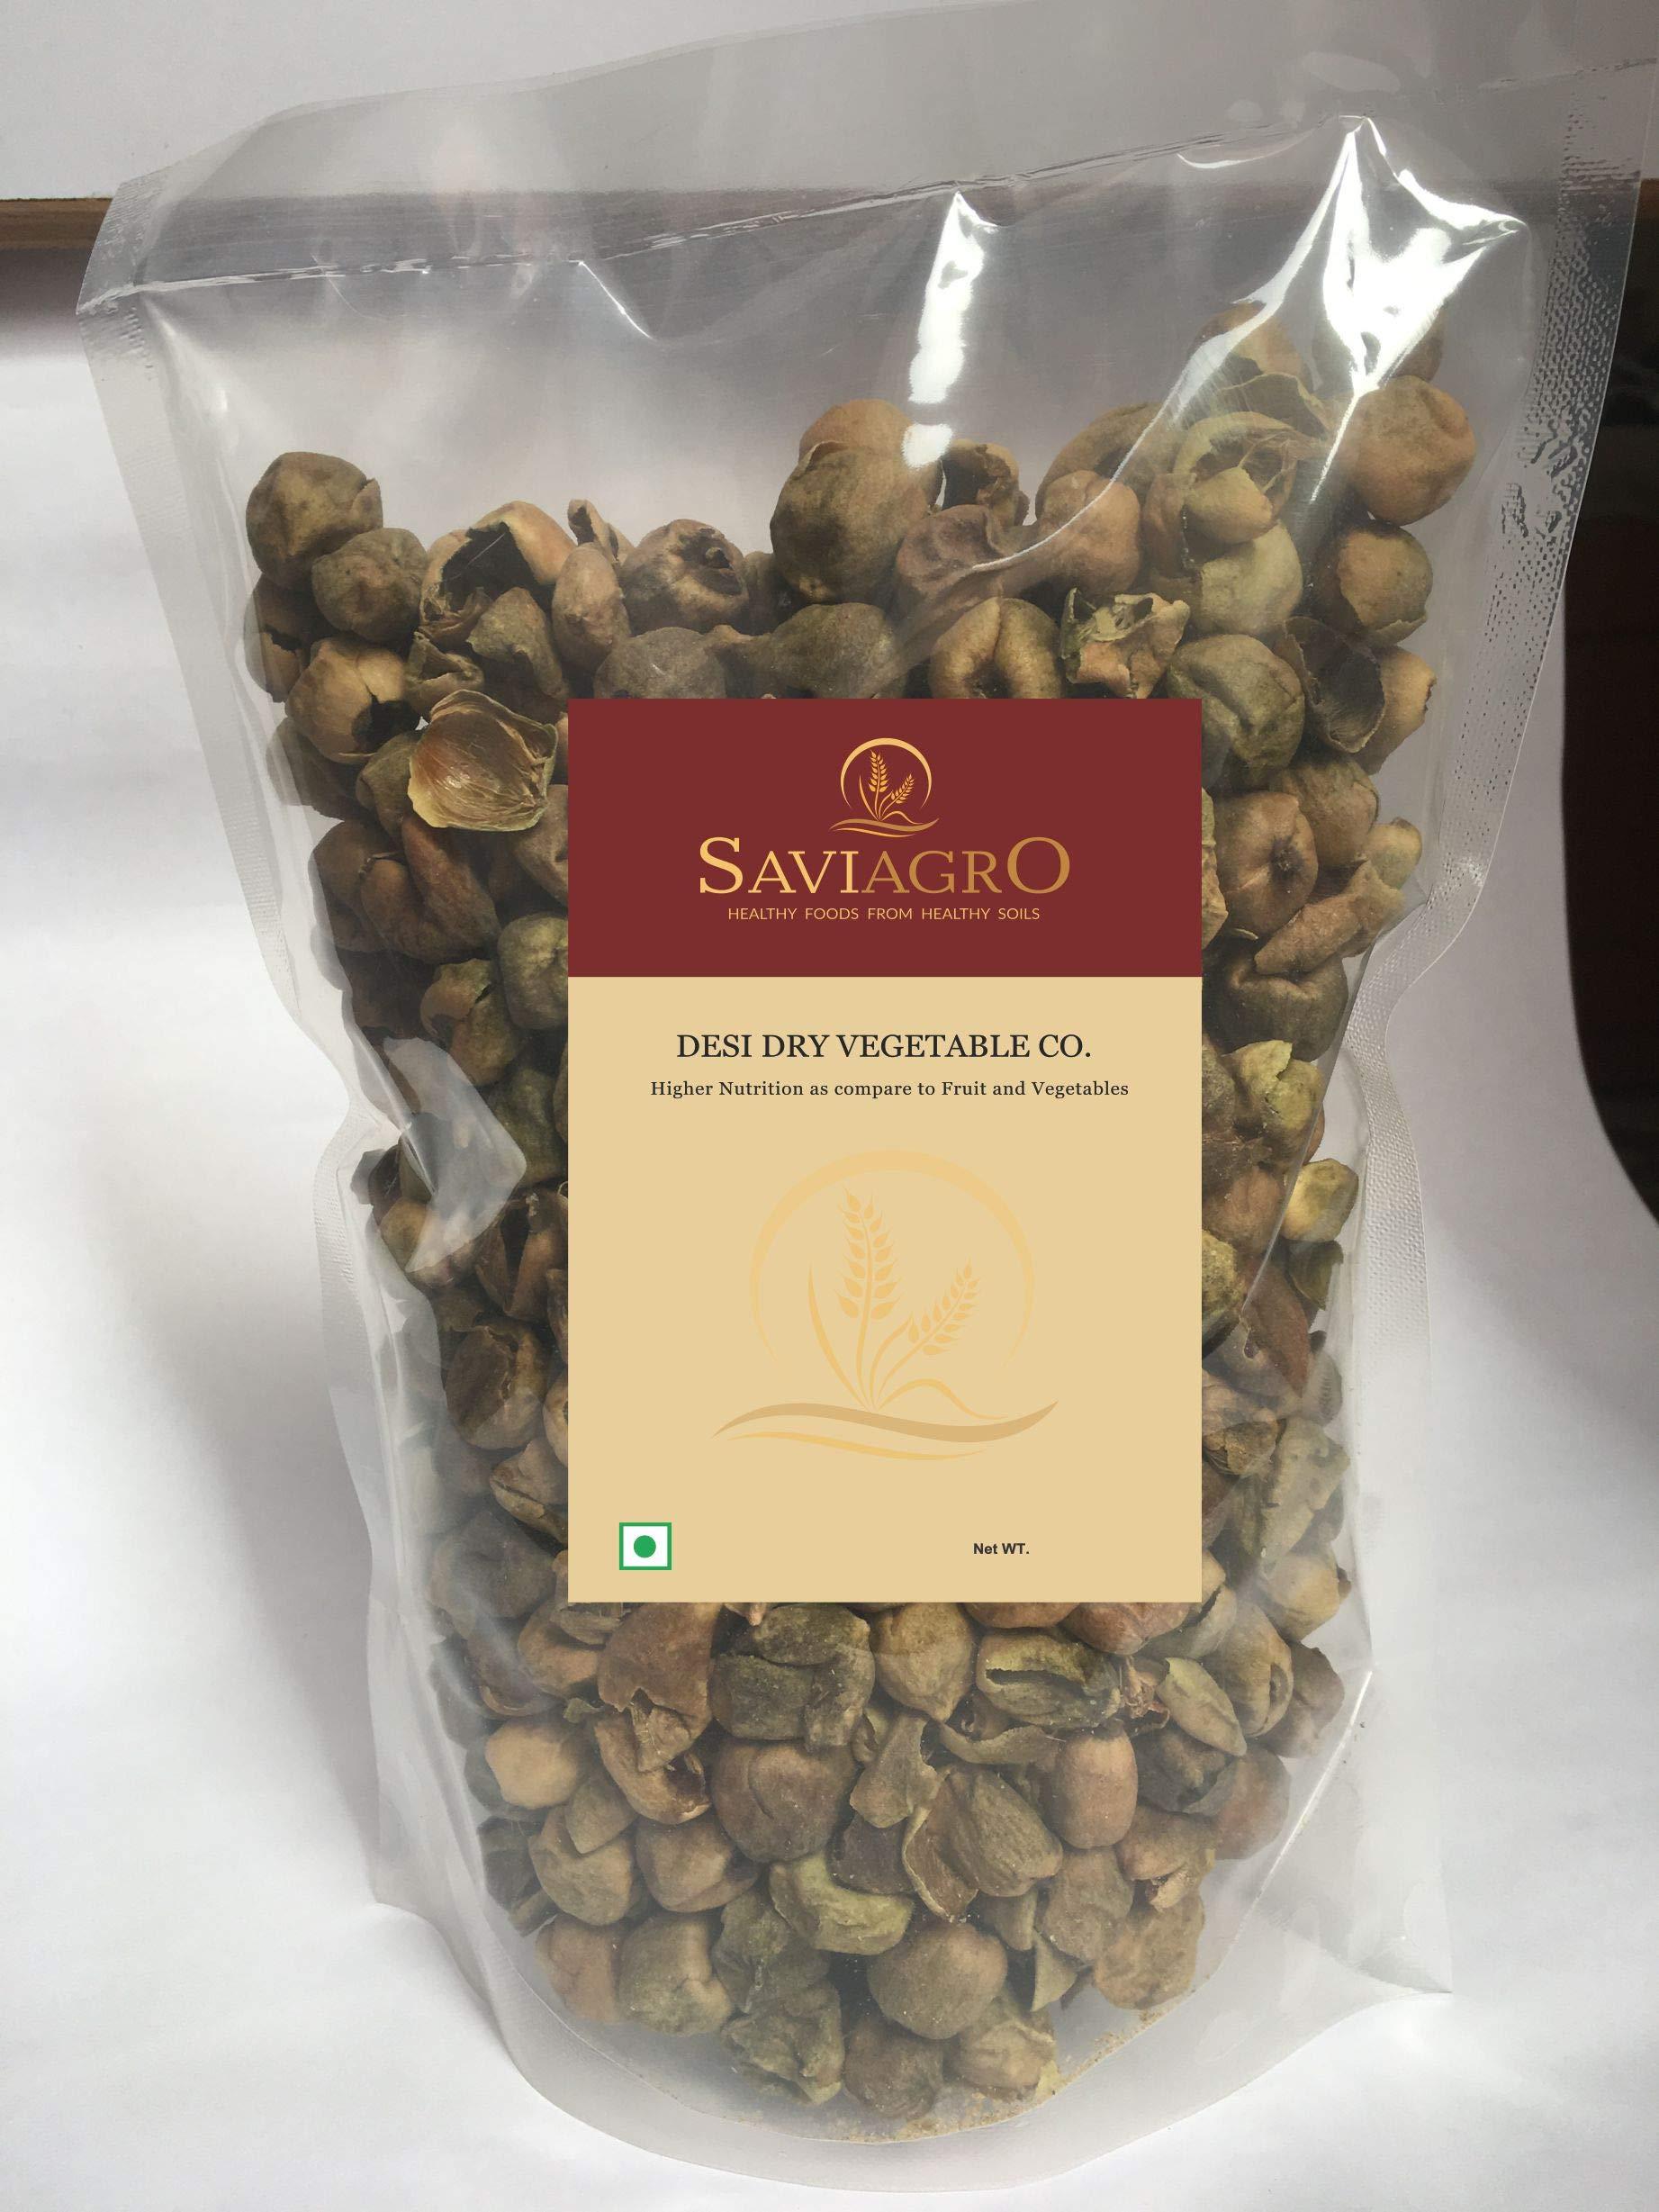 SAVIAGRO
HEALTHY FOODS FROM HEALTHY SOILS
DESI DRY VEGETABLE CO.
Higher Nutrition as compare to Fruit and Vegetables
Net WT.